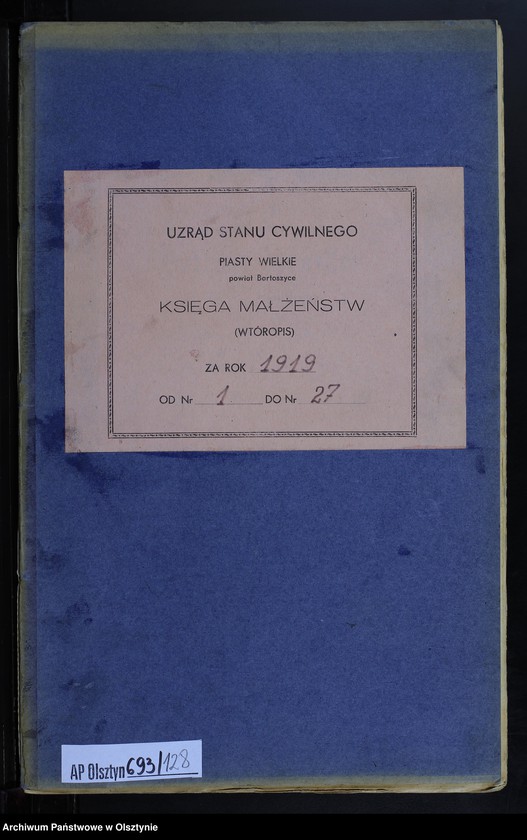 UZRĄD STANU CYWILNEGO
PIASTY WIELKIE
powiat Bartoszyce
KSIĘGA MAŁŻEŃSTW
(WTÓROPIS)
ZA ROK 1919
OD Nr 1 DO Nr 27
AP Olsztyn 693/128
Archiwum Państwowe w Olsztynie